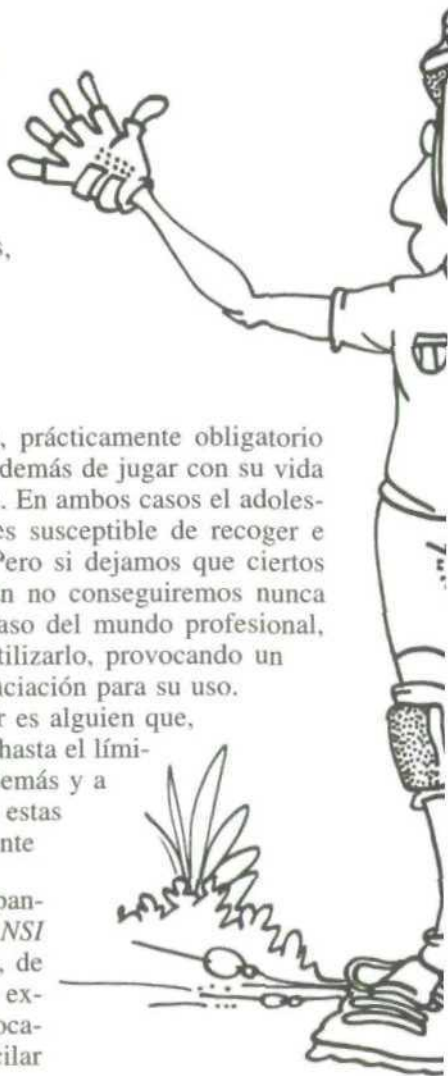 s,
, prácticamente obligatorio
demás de jugar con su vida
. En ambos casos el adoles-
es susceptible de recoger e
Pero si dejamos que ciertos
n no conseguiremos nunca
aso del mundo profesional,
tilizarlo, provocando un
nciación para su uso.
r es alguien que,
hasta el lími-
emás y a
estas
nte
pan-
NSI
, de
ex-
oca-
cilar